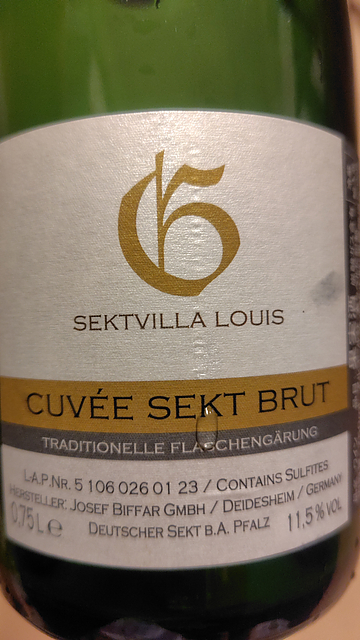 G
SEKTVILLA LOUIS
CUVÉE SEKT BRUT
TRADITIONELLE FLASCHENGÄRUNG
L-A.P.NR. 5 106 026 01 23 / CONTAINS SULFITES
HERSTELLER: JOSEF BIFFAR GMBH / DEIDESHEIM / GERMANY
0,75 L ℮ DEUTSCHER SEKT B.A. PFALZ 11,5 % VOL